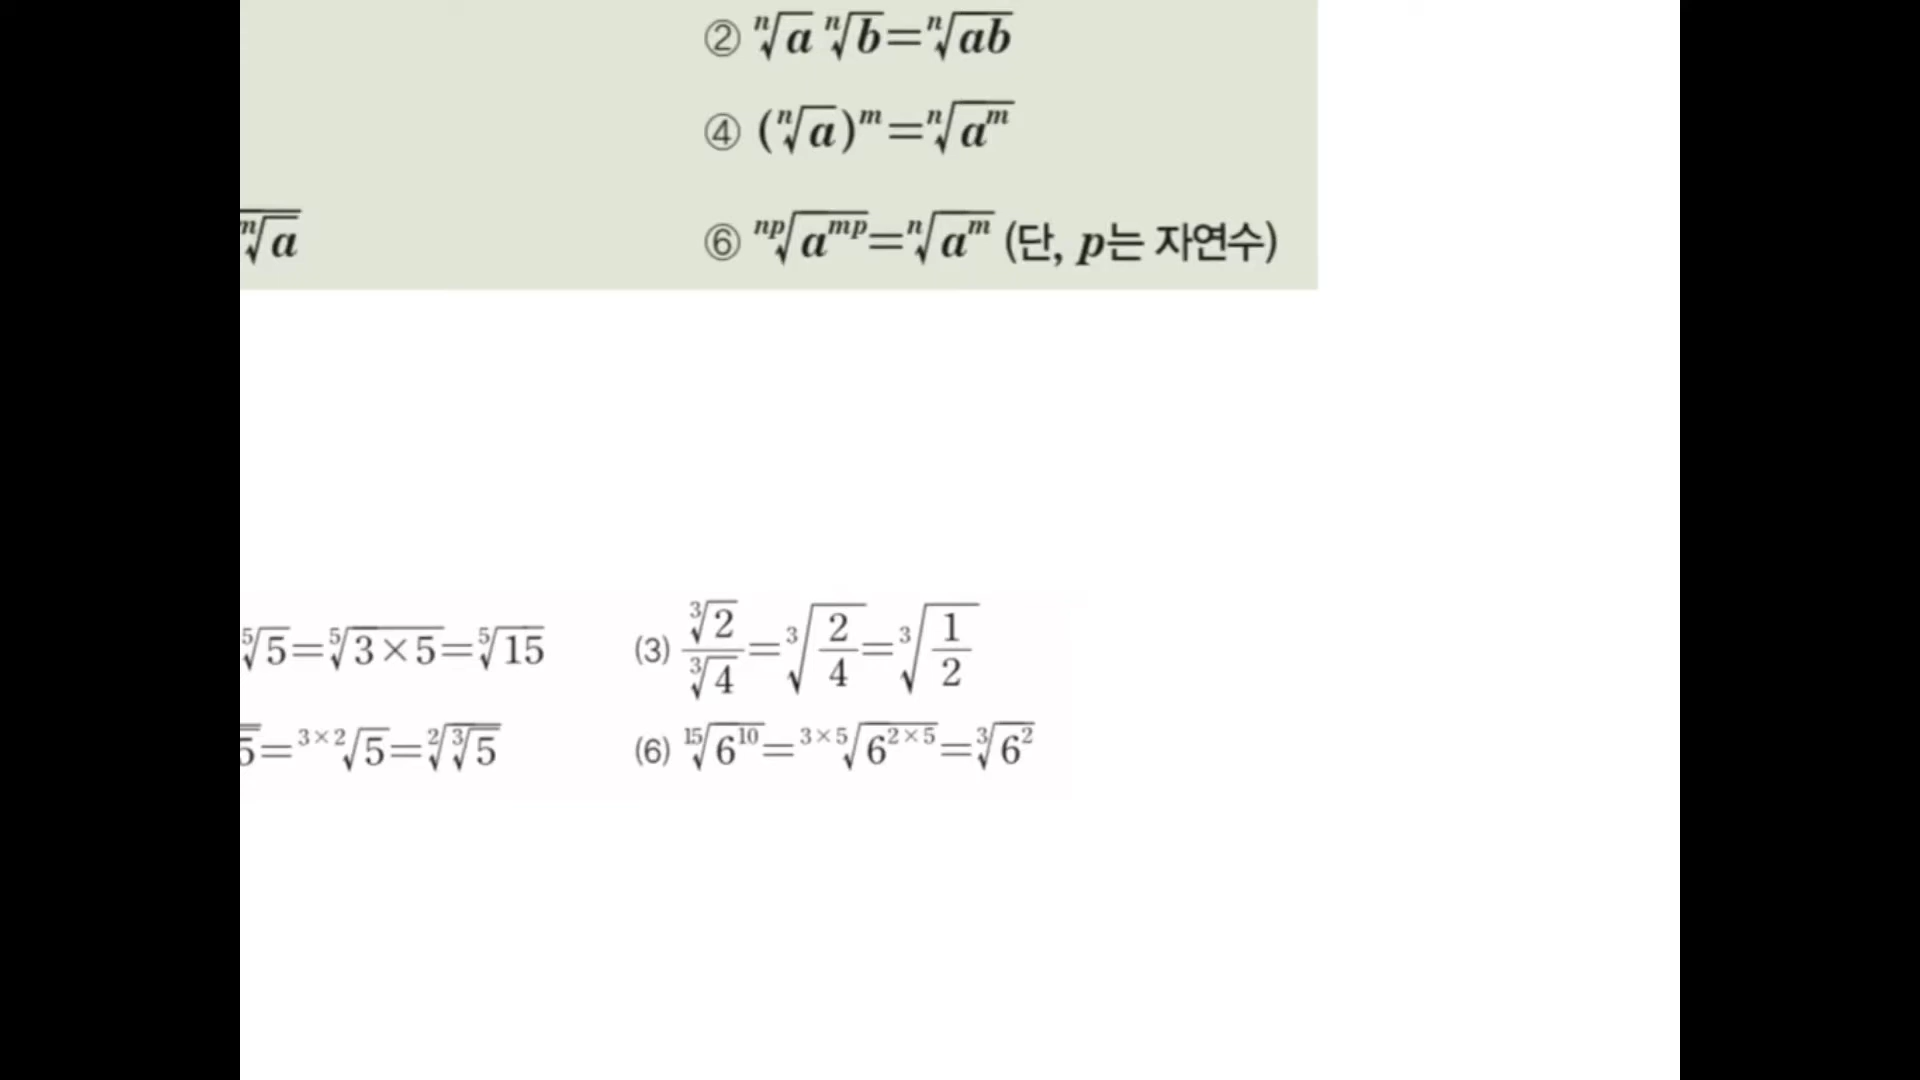 ② ⁿ√a ⁿ√b=ⁿ√ab
④ (ⁿ√a)ᵐ=ⁿ√aᵐ
ᵐ√a
⑥ ⁿᵖ√aᵐᵖ=ⁿ√aᵐ (단, p는 자연수)
⁵√5=⁵√3×5=⁵√15
(3) ³√2/³√4=³√2/4=³√1/2
5=³ˣ²√5=²√³√5
(6) ¹⁵√6¹⁰=³ˣ⁵√6²ˣ⁵=³√6²